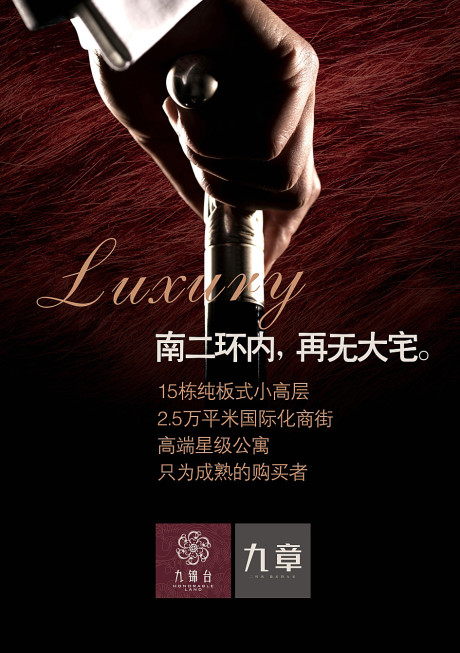 Luxury
南二环内，再无大宅。
15栋纯板式小高层
2.5万平米国际化商街
高端星级公寓
只为成熟的购买者
九锦台
HONORABLE
LAND
九章